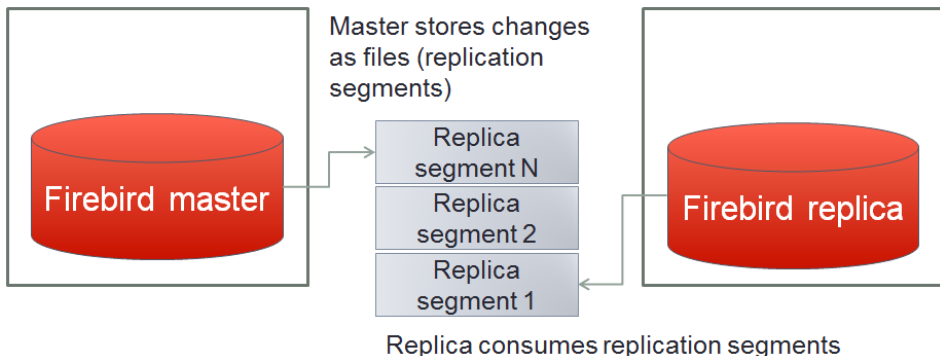 Master stores changes
as files (replication
segments)
Firebird master
Replica
segment N
Replica
segment 2
Replica
segment 1
Firebird replica
Replica consumes replication segments